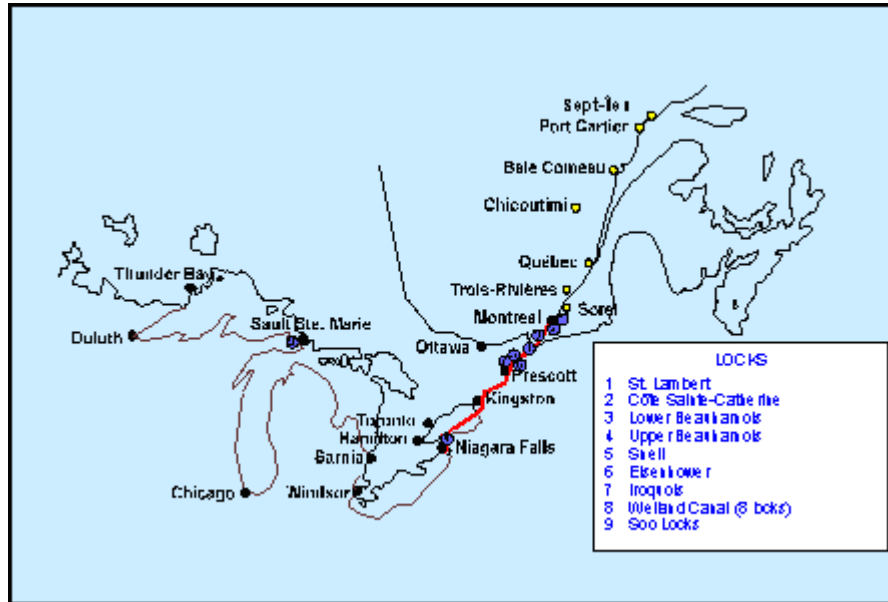 Sept-Îles
Port Cartier
Baie Comeau
Chicoutimi
Québec
Trois-Rivières
Sorel
Montreal
Thunder Bay
Duluth
Sault Ste. Marie
Ottawa
Prescott
Kingston
Toronto
Hamilton
Niagara Falls
Sarnia
Windsor
Chicago
LOCKS
1 St. Lambert
2 Côte Sainte-Catherine
3 Lower Beauharnois
4 Upper Beauharnois
5 Snell
6 Eisenhower
7 Iroquois
8 Welland Canal (8 locks)
9 Soo Locks